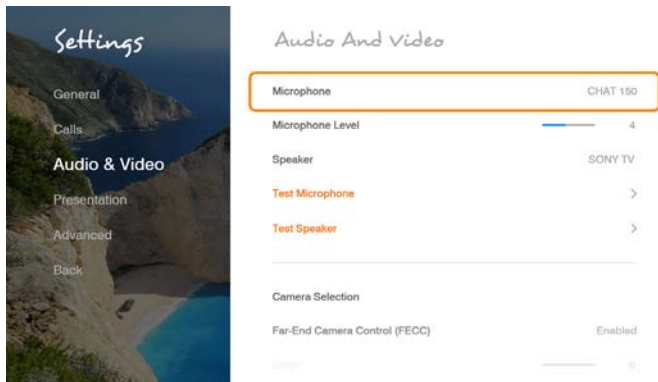 Settings
General
Calls
Audio & Video
Presentation
Advanced
Back
Audio And Video
Microphone CHAT 150
Microphone Level 4
Speaker SONY TV
Test Microphone >
Test Speaker >
Camera Selection
Far-End Camera Control (FECC) Enabled